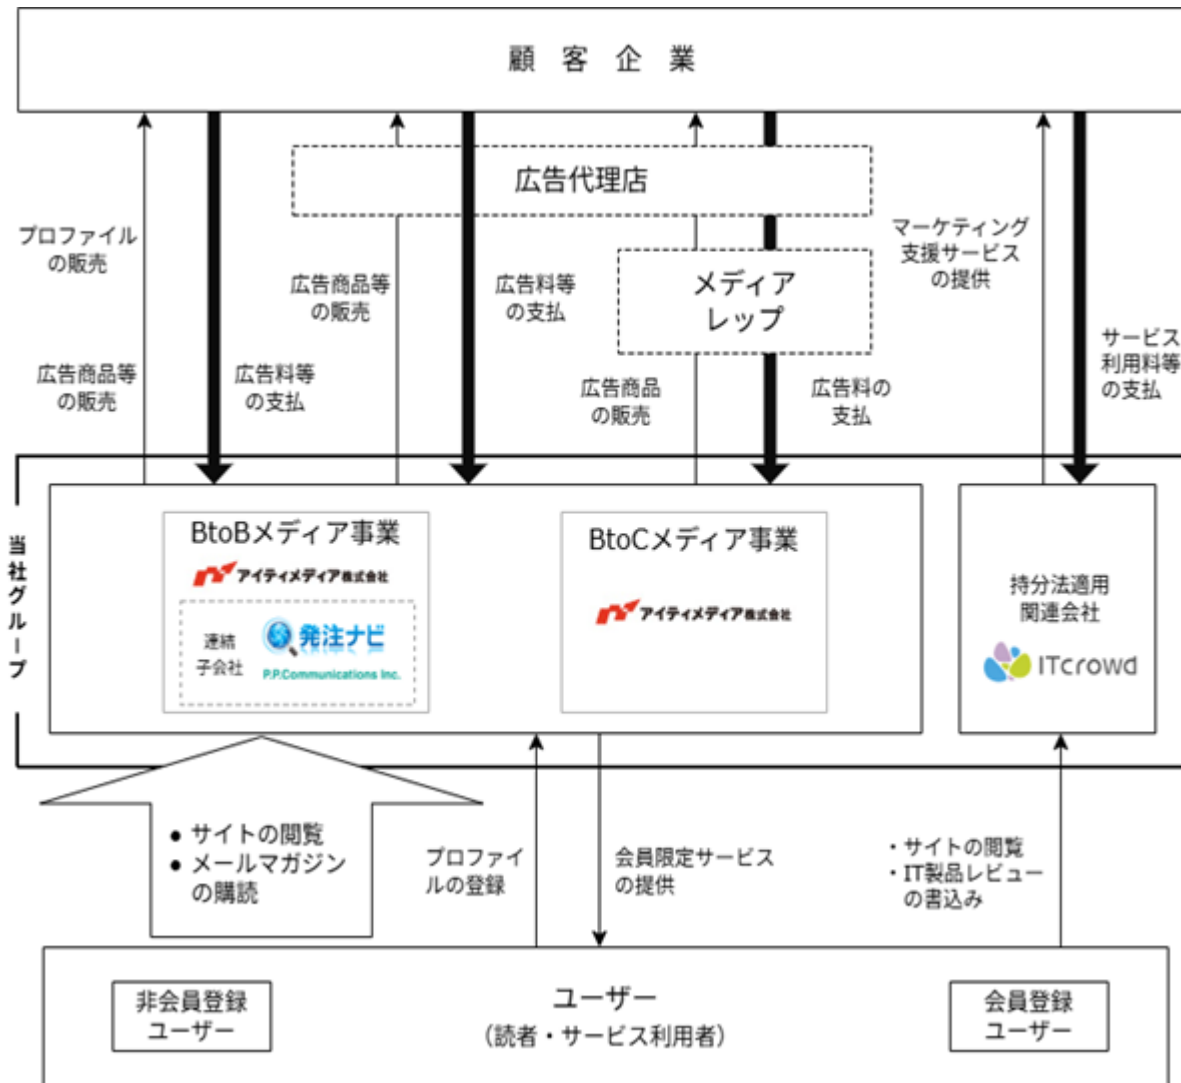 顧客企業
広告代理店
プロファイル
の販売
マーケティング
支援サービス
の提供
広告商品等
の販売
広告料等
の支払
メディア
レップ
サービス
利用料等
の支払
広告商品等
の販売
広告料等
の支払
広告商品
の販売
広告料の
支払
当社グループ
BtoBメディア事業
アイティメディア株式会社
連結
子会社
発注ナビ
P.P.Communications Inc.
BtoCメディア事業
アイティメディア株式会社
持分法適用
関連会社
ITcrowd
● サイトの閲覧
● メールマガジン
の購読
プロファイ
ルの登録
会員限定サービス
の提供
・サイトの閲覧
・IT製品レビュー
の書込み
非会員登録
ユーザー
ユーザー
（読者・サービス利用者）
会員登録
ユーザー